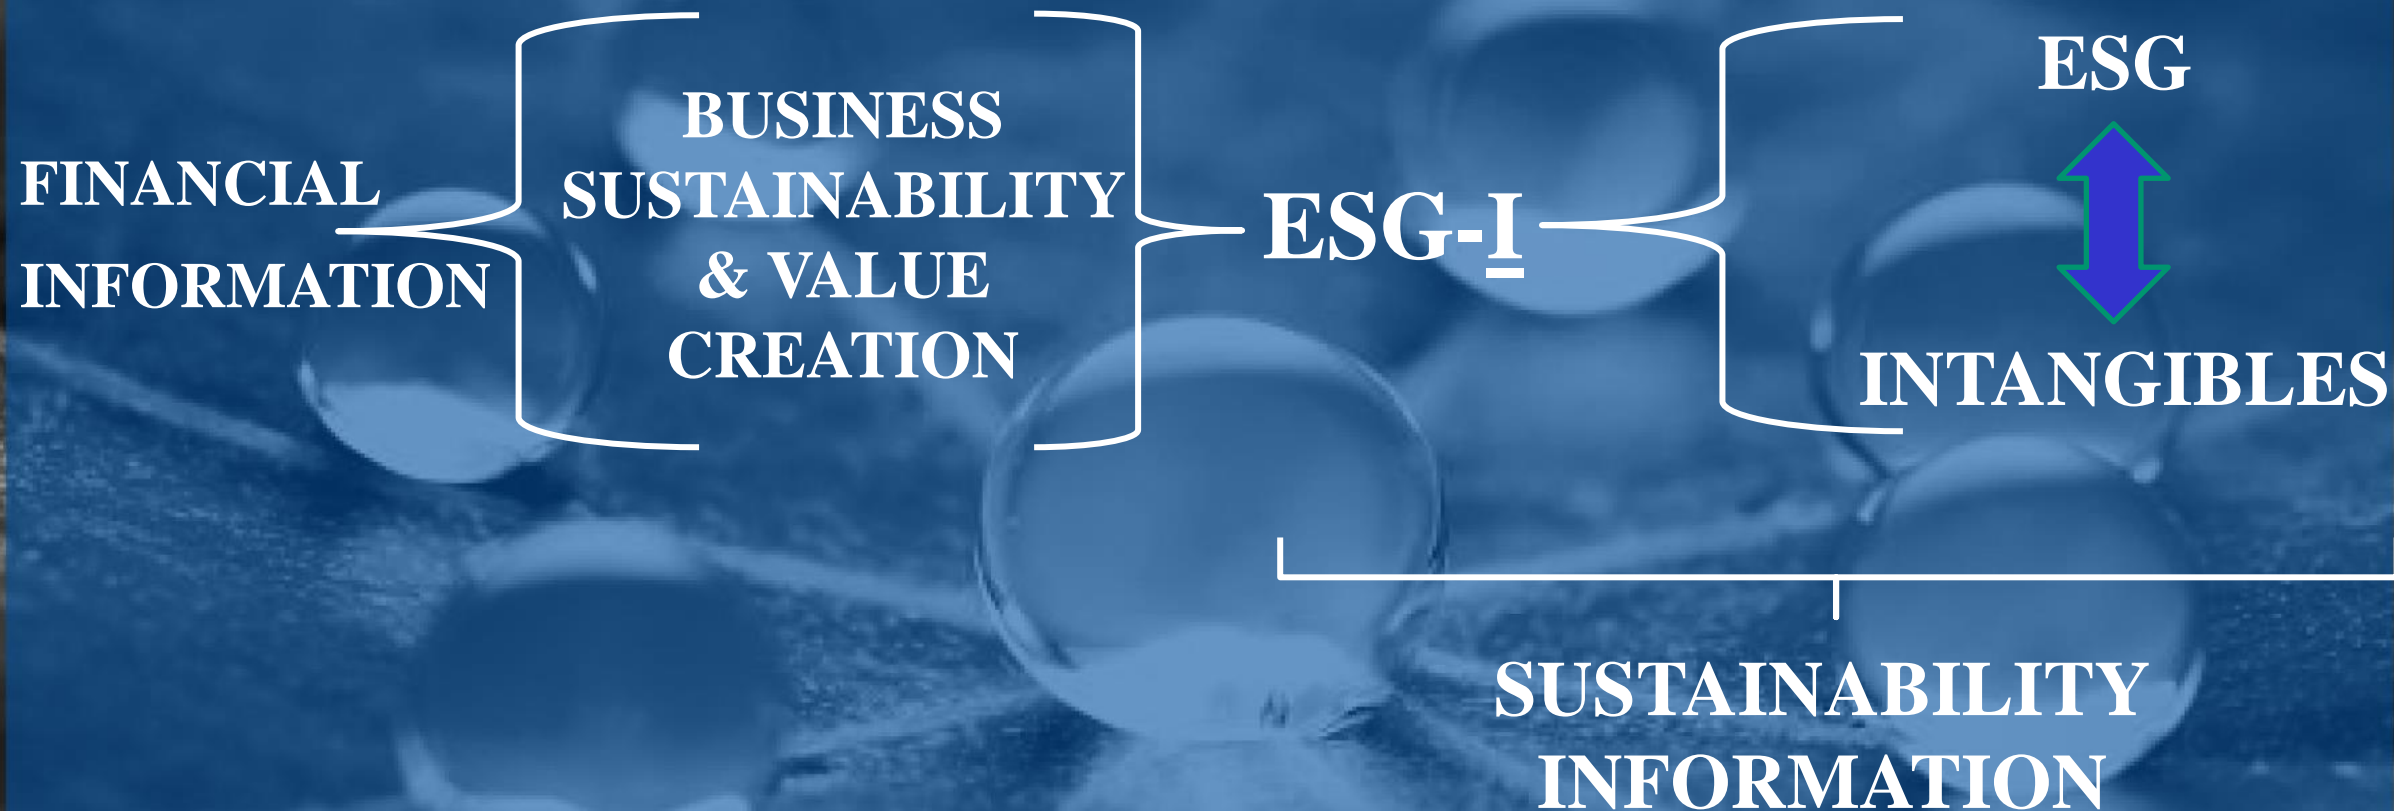 FINANCIAL
INFORMATION
BUSINESS
SUSTAINABILITY
& VALUE
CREATION
ESG-I
ESG
INTANGIBLES
SUSTAINABILITY
INFORMATION